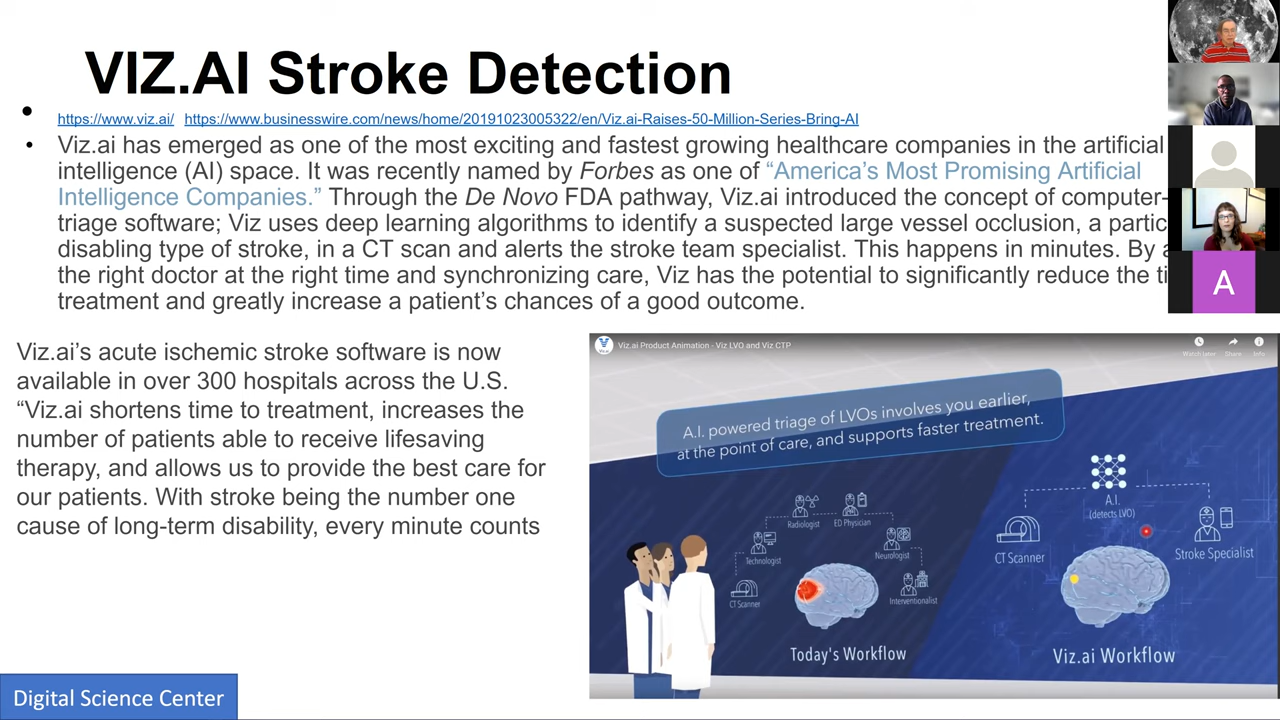 VIZ.AI Stroke Detection
• https://www.viz.ai/ https://www.businesswire.com/news/home/20191023005322/en/Viz.ai-Raises-50-Million-Series-Bring-AI
• Viz.ai has emerged as one of the most exciting and fastest growing healthcare companies in the artificial
intelligence (AI) space. It was recently named by Forbes as one of “America’s Most Promising Artificial
Intelligence Companies.” Through the De Novo FDA pathway, Viz.ai introduced the concept of computer-
triage software; Viz uses deep learning algorithms to identify a suspected large vessel occlusion, a
disabling type of stroke, in a CT scan and alerts the stroke team specialist. This happens in minutes. By
the right doctor at the right time and synchronizing care, Viz has the potential to significantly reduce the
treatment and greatly increase a patient’s chances of a good outcome.
A
Viz.ai’s acute ischemic stroke software is now
available in over 300 hospitals across the U.S.
“Viz.ai shortens time to treatment, increases the
number of patients able to receive lifesaving
therapy, and allows us to provide the best care for
our patients. With stroke being the number one
cause of long-term disability, every minute counts
Viz.ai Product Animation - Viz LVO and Viz CTP
Watch later
Share
Info
A.I. powered triage of LVOs involves you earlier,
at the point of care, and supports faster treatment.
Radiologist
ED Physician
Technologist
Neurologist
CT Scanner
Interventionalist
Today's Workflow
A.I.
(detects LVO)
CT Scanner
Stroke Specialist
Viz.ai Workflow
Digital Science Center